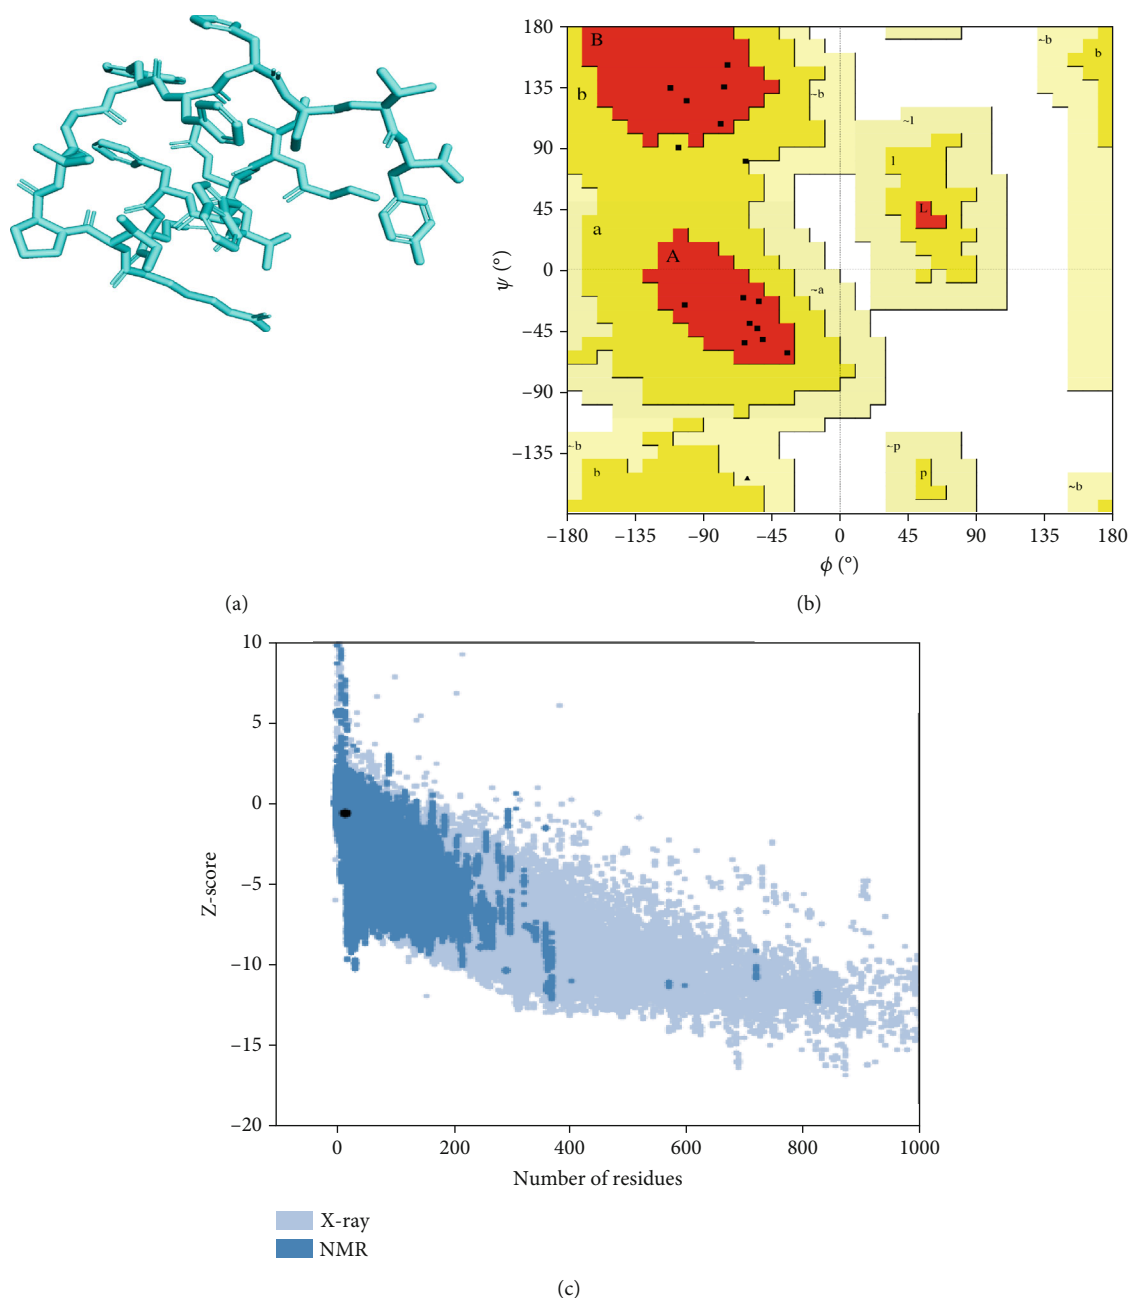 180
135
90
45
0
−45
−90
−135
ψ (°)
B
b
a
A
~b
~a
~l
l
L
~b
b
~b
b
~p
p
~b
−180
−135
−90
−45
0
45
90
135
180
ϕ (°)
(a)
(b)
10
5
0
−5
−10
−15
−20
Z-score
0
200
400
600
800
1000
Number of residues
X-ray
NMR
(c)